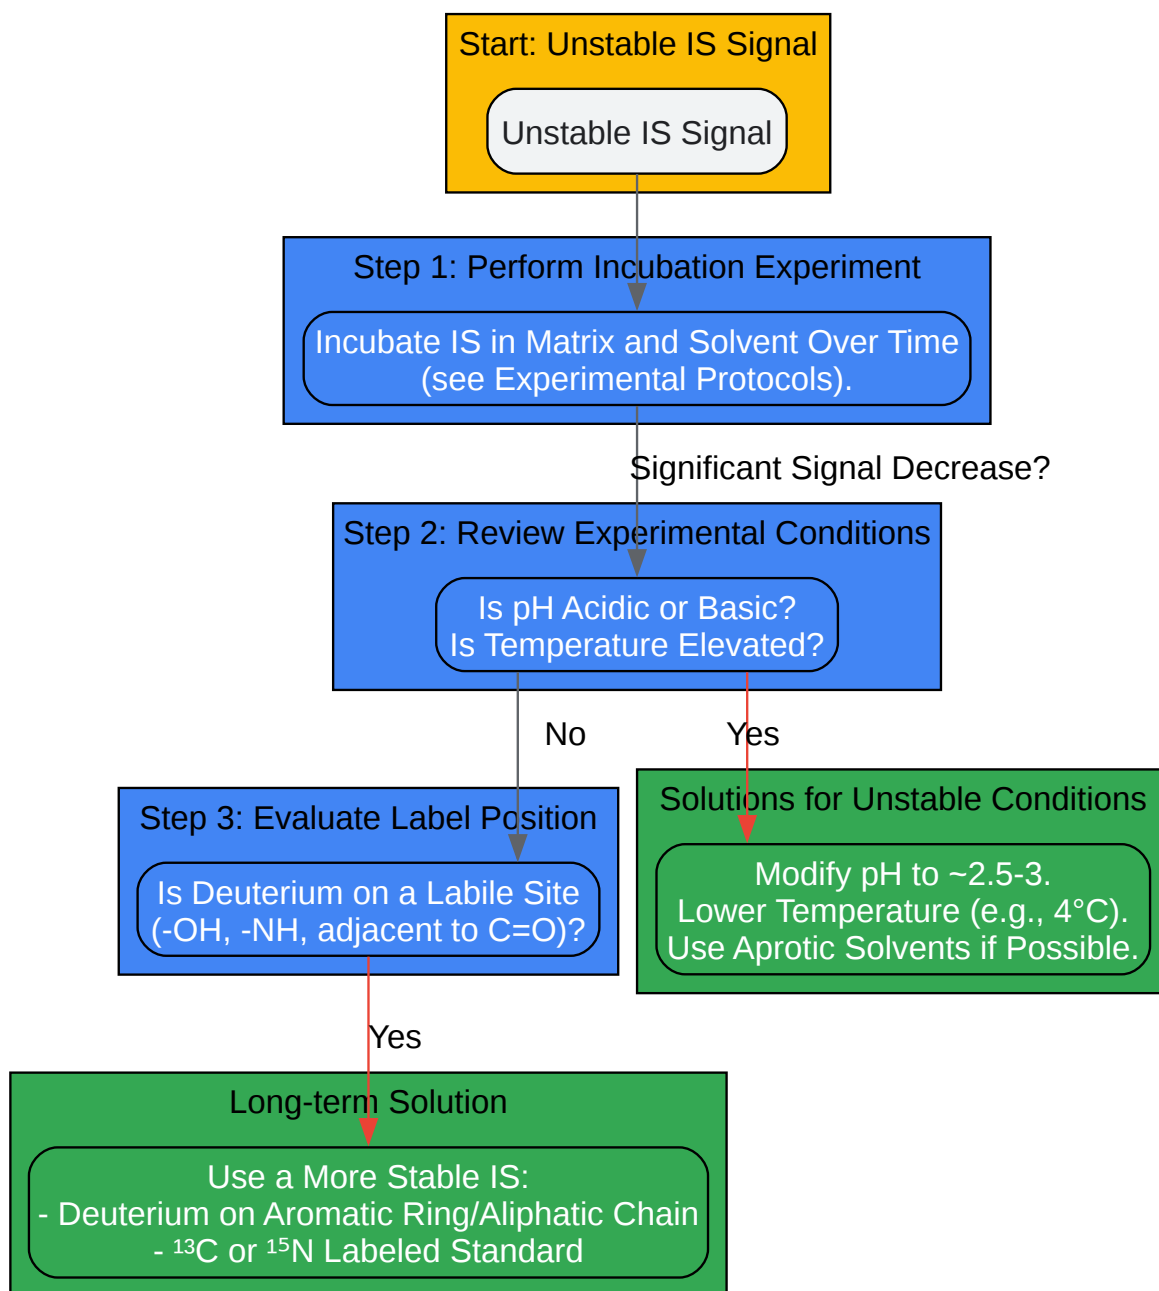 Start: Unstable IS Signal
Unstable IS Signal
Step 1: Perform Incubation Experiment
Incubate IS in Matrix and Solvent Over Time
(see Experimental Protocols).
Significant Signal Decrease?
Step 2: Review Experimental Conditions
Is pH Acidic or Basic?
Is Temperature Elevated?
No
Yes
Step 3: Evaluate Label Position
Is Deuterium on a Labile Site
(-OH, -NH, adjacent to C=O)?
Solutions for Unstable Conditions
Modify pH to ~2.5-3.
Lower Temperature (e.g., 4°C).
Use Aprotic Solvents if Possible.
Yes
Long-term Solution
Use a More Stable IS:
- Deuterium on Aromatic Ring/Aliphatic Chain
- ¹³C or ¹⁵N Labeled Standard